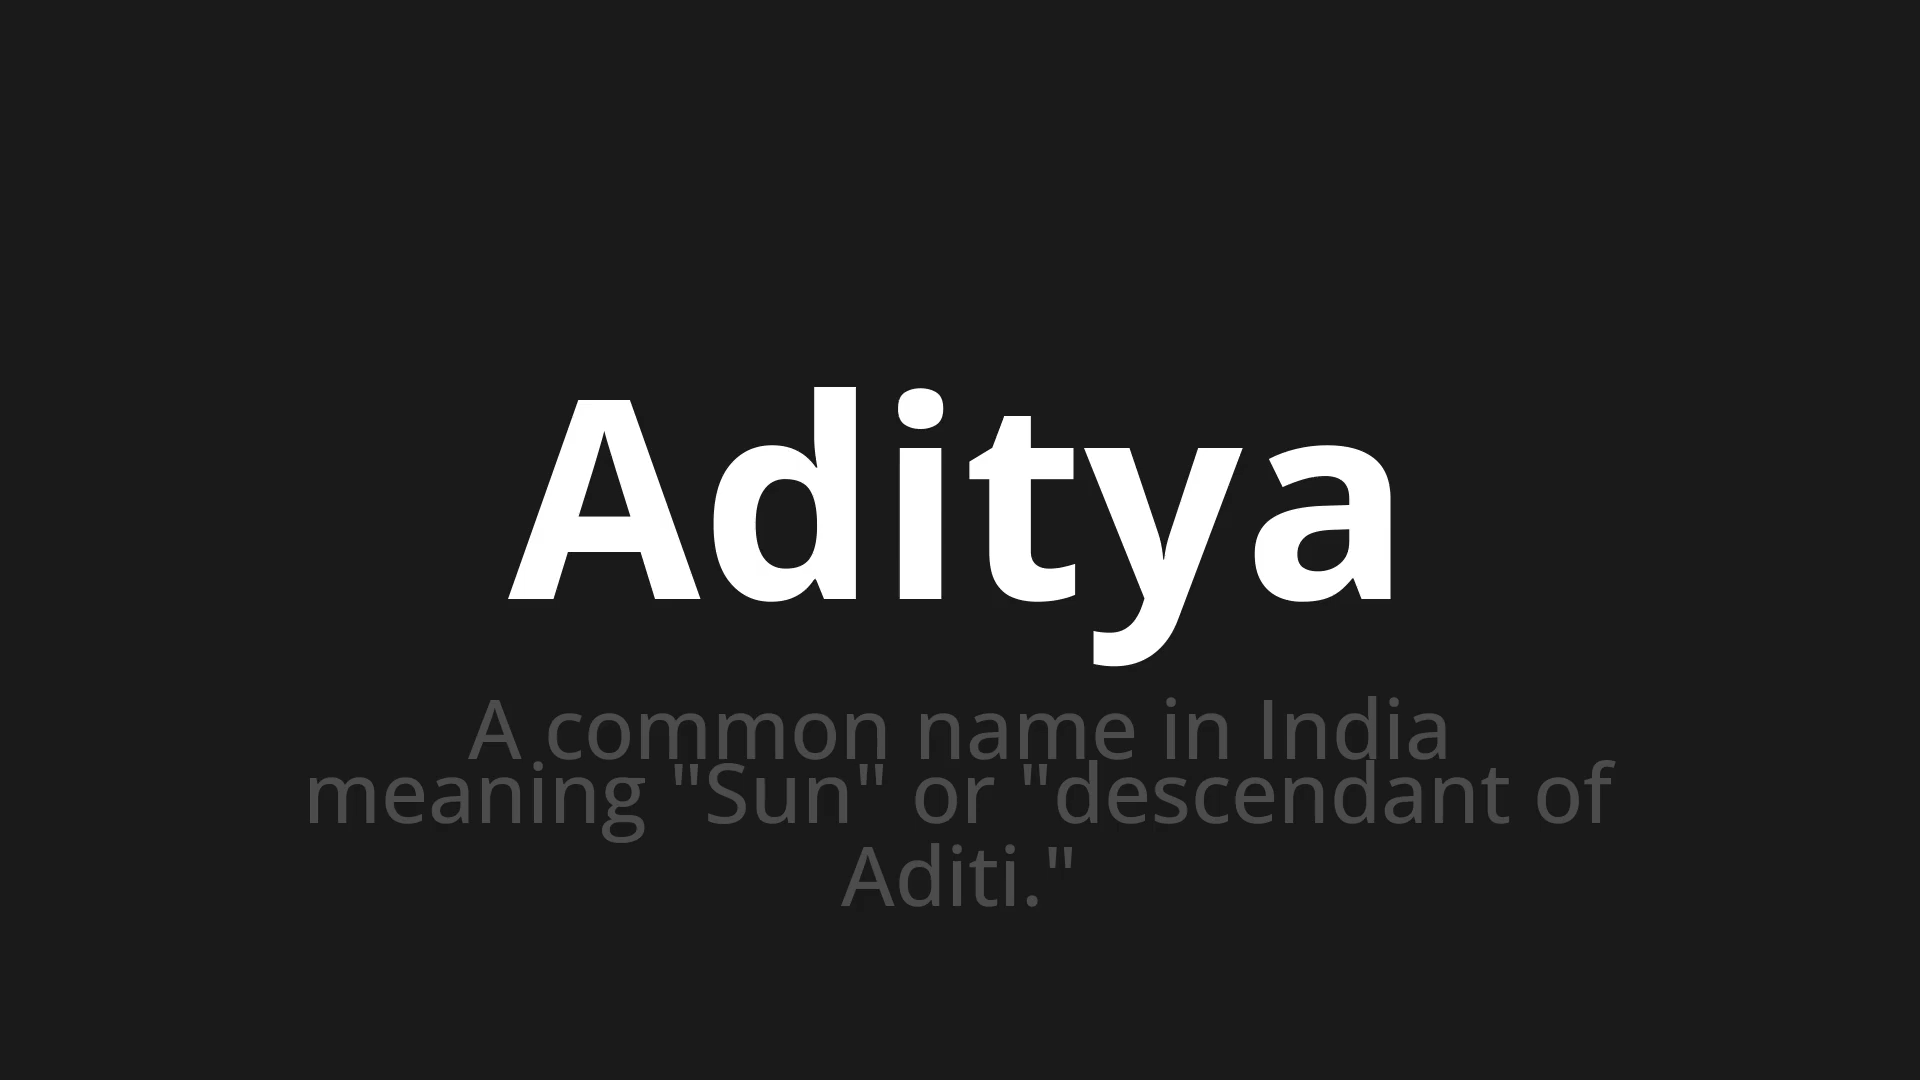 Aditya
A common name in India
meaning "Sun" or "descendant of
Aditi."